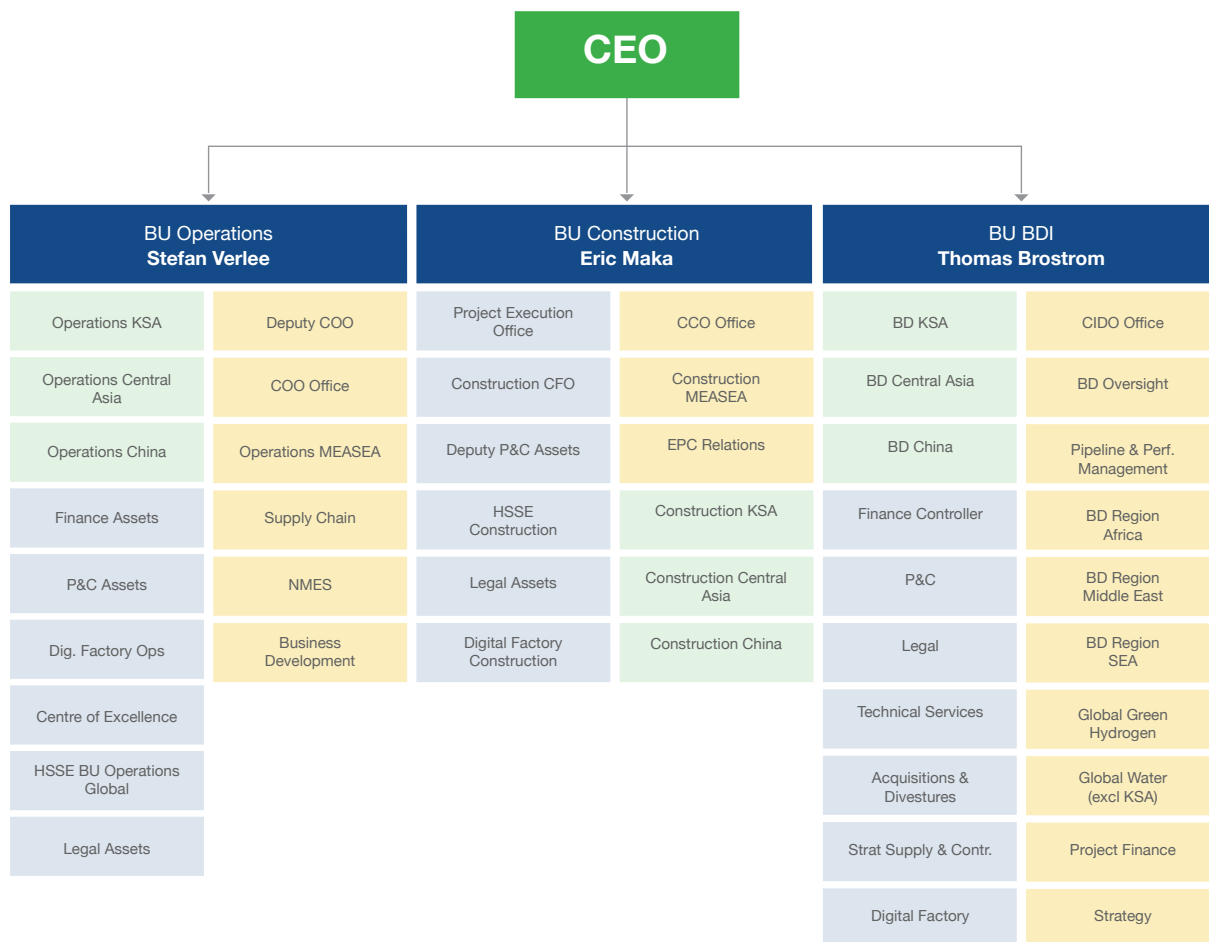 CEO
BU Operations
Stefan Verlee
BU Construction
Eric Maka
BU BDI
Thomas Brostrom
Operations KSA
Operations Central
Asia
Operations China
Finance Assets
P&C Assets
Dig. Factory Ops
Centre of Excellence
HSSE BU Operations
Global
Legal Assets
Deputy COO
COO Office
Operations MEASEA
Supply Chain
NMES
Business
Development
Project Execution
Office
Construction CFO
Deputy P&C Assets
HSSE
Construction
Legal Assets
Digital Factory
Construction
CCO Office
Construction
MEASEA
EPC Relations
Construction KSA
Construction Central
Asia
Construction China
BD KSA
BD Central Asia
BD China
Finance Controller
P&C
Legal
Technical Services
Acquisitions &
Divestures
Strat Supply & Contr.
Digital Factory
CIDO Office
BD Oversight
Pipeline & Perf.
Management
BD Region
Africa
BD Region
Middle East
BD Region
SEA
Global Green
Hydrogen
Global Water
(excl KSA)
Project Finance
Strategy